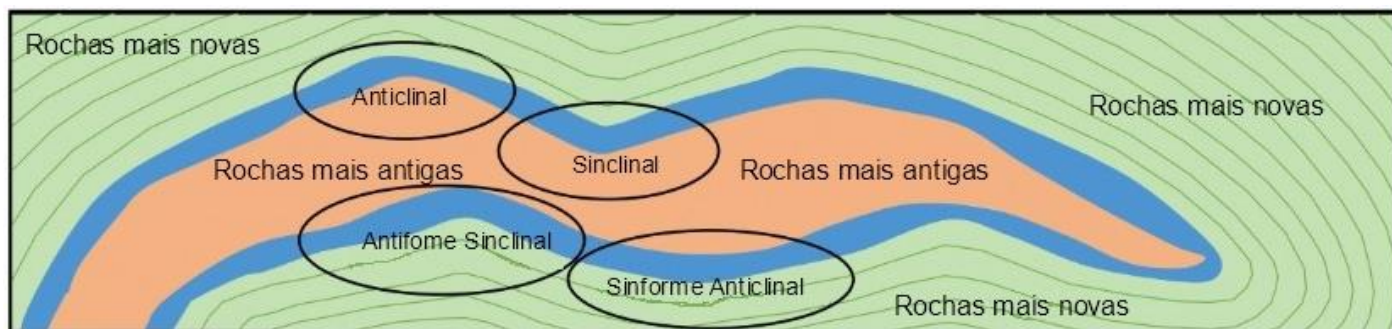 Rochas mais novas
Anticlinal
Rochas mais novas
Sinclinal
Rochas mais antigas
Rochas mais antigas
Antifome Sinclinal
Sinforme Anticlinal
Rochas mais novas